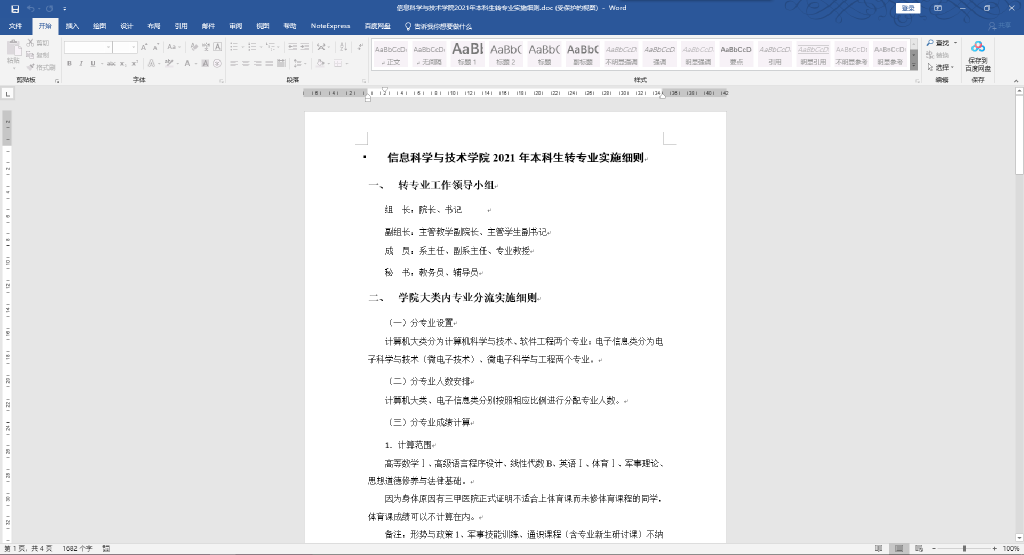 信息科学与技术学院2021年本科生转专业实施细则.doc (受保护的视图) - Word
登录
文件 开始 插入 绘图 设计 布局 引用 邮件 审阅 视图 帮助 NoteExpress 百度网盘 告诉我你想要做什么 共享
粘贴 剪切 复制 格式刷
AaBbCcDı AaBbCcDı AaBl AaBbC AaBbC AaBbC AaBbCcD AaBbCcD AaBbCcD AaBbCcD AaBbCcD AaBbCcD AaBbCcD AaBbCcD
正文 无间隔 标题 1 标题 2 标题 副标题 不明显强调 强调 明显强调 要点 引用 明显引用 不明显参考 明显参考
查找 替换 选择
保存到百度网盘
剪贴板 字体 段落 样式 编辑 保存
信息科学与技术学院 2021 年本科生转专业实施细则
一、 转专业工作领导小组
组 长：院长、书记
副组长：主管教学副院长、主管学生副书记
成 员：系主任、副系主任、专业教授
秘 书：教务员、辅导员
二、 学院大类内专业分流实施细则
（一）分专业设置
计算机大类分为计算机科学与技术、软件工程两个专业；电子信息类分为电
子科学与技术（微电子技术）、微电子科学与工程两个专业。
（二）分专业人数安排
计算机大类、电子信息类分别按照相应比例进行分配专业人数。
（三）分专业成绩计算
1. 计算范围
高等数学Ⅰ、高级语言程序设计、线性代数 B、英语Ⅰ、体育Ⅰ、军事理论、
思想道德修养与法律基础。
因为身体原因有三甲医院正式证明不适合上体育课而未修体育课程的同学，
体育课成绩可以不计算在内。
备注：形势与政策 1、军事技能训练、通识课程（含专业新生研讨课）不纳
第 1 页，共 4 页 1682 个字 100%